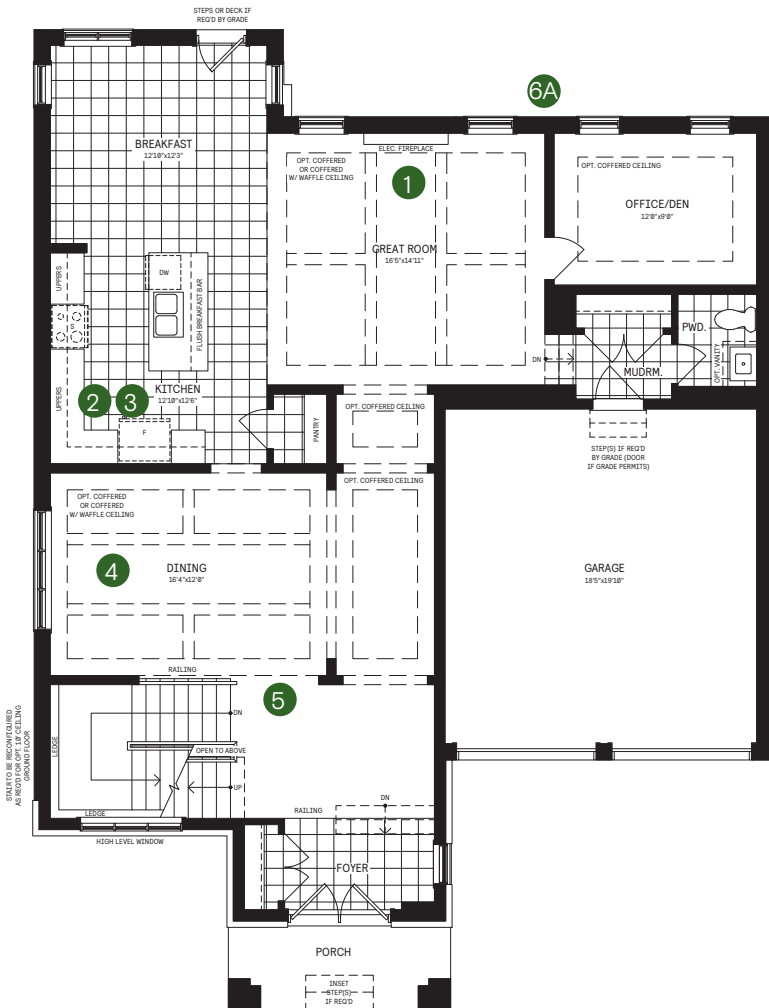 STEPS OR DECK IF
REQ'D BY GRADE
6A
BREAKFAST
12'10"x12'3"
ELEC. FIREPLACE
OPT. COFFERED
OR COFFERED
W/ WAFFLE CEILING
1
GREAT ROOM
16'5"x14'11"
OPT. COFFERED CEILING
OFFICE/DEN
12'0"x9'0"
UPPERS
DW
S
FLUSH BREAKFAST BAR
UPPERS
2
3
KITCHEN
12'10"x12'6"
F
PANTRY
DN
MUDRM.
PWD.
OPT. VANITY
OPT. COFFERED CEILING
STEP(S) IF REQ'D
BY GRADE (DOOR
IF GRADE PERMITS)
OPT. COFFERED CEILING
OPT. COFFERED
OR COFFERED
W/ WAFFLE CEILING
4
DINING
16'4"x12'0"
GARAGE
18'5"x19'10"
RAILING
5
DN
OPEN TO ABOVE
UP
LEDGE
LEDGE
STAIR TO BE RECONFIGURED
AS REQ'D FOR OPT. 10' CEILING
GROUND FLOOR
HIGH LEVEL WINDOW
RAILING
DN
FOYER
PORCH
INSET
STEP(S)
IF REQ'D